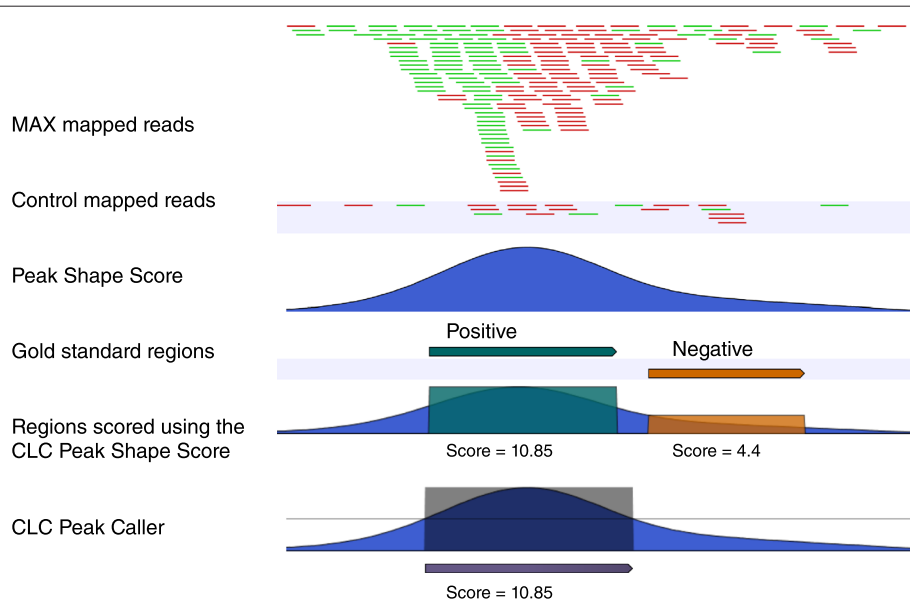 MAX mapped reads
Control mapped reads
Peak Shape Score
Positive
Gold standard regions
Negative
Regions scored using the
CLC Peak Shape Score
Score = 10.85
Score = 4.4
CLC Peak Caller
Score = 10.85